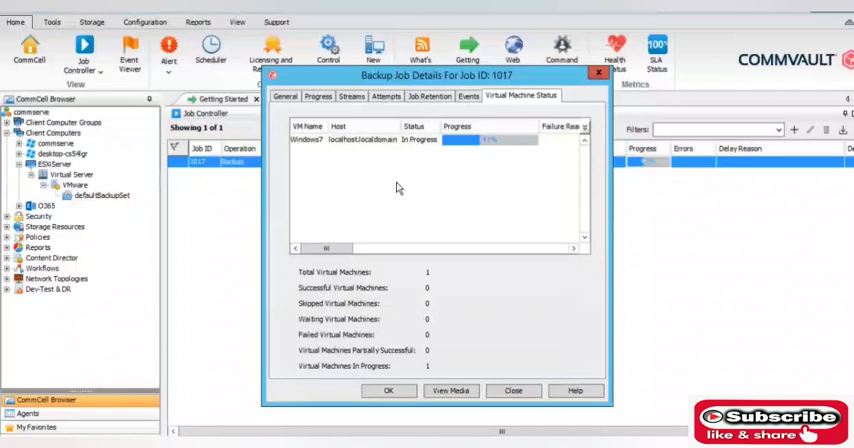 Home Tools Storage Configuration Reports View Support
CommCell Job Controller Event Viewer Alert Scheduler Licensing and Control New What's Getting Web Command Health SLA Status
View Metrics
COMMVAULT
CommCell Browser
commserve
Client Computer Groups
Client Computers
commserve
desktop-cs54lgr
ESXiServer
Virtual Server
VMware
defaultBackupSet
O365
Security
Storage Resources
Policies
Reports
Content Director
Workflows
Network Topologies
Dev-Test & DR
CommCell Browser
Agents
My Favorites
Getting Started
Job Controller
Showing 1 of 1
Filters:
Job ID Operation Progress Errors Delay Reason
1017 Backup
Backup Job Details For Job ID: 1017
General Progress Streams Attempts Job Retention Events Virtual Machine Status
VM Name Host Status Progress Failure Rea
Windows7 localhost.localdomain In Progress 41%
Total Virtual Machines: 1
Successful Virtual Machines: 0
Skipped Virtual Machines: 0
Waiting Virtual Machines: 0
Failed Virtual Machines: 0
Virtual Machines Partially Successful: 0
Virtual Machines In Progress: 1
OK View Media Close Help
Subscribe
like & share